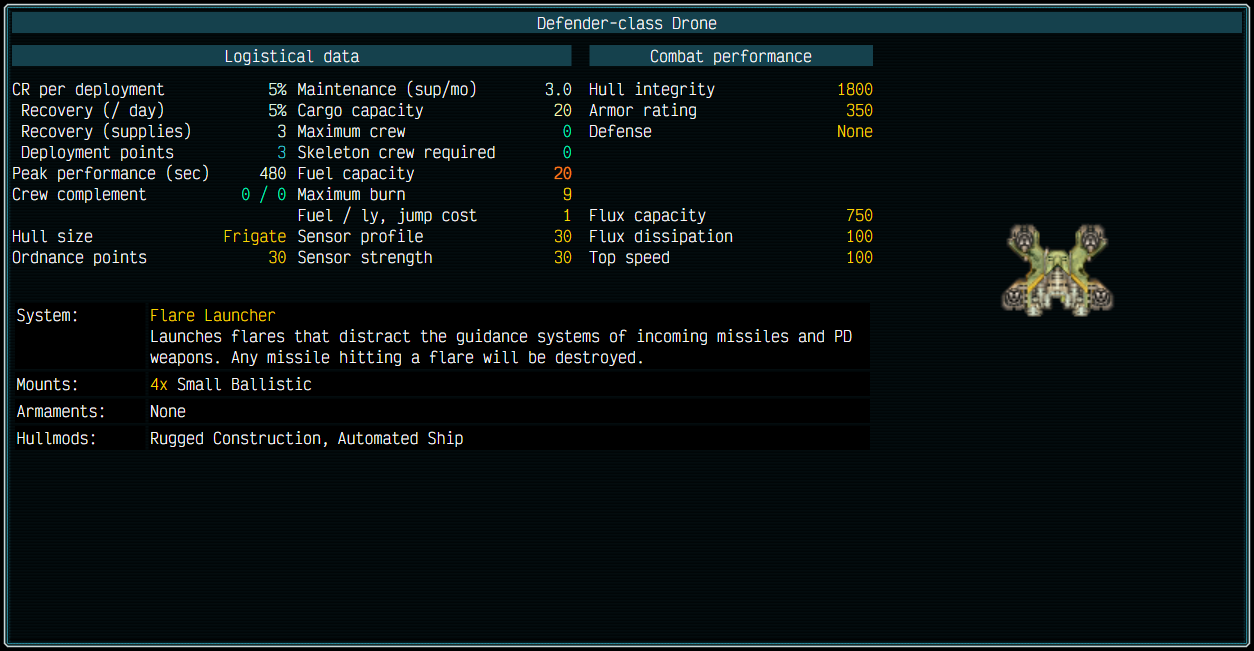 Defender-class Drone
Logistical data Combat performance
CR per deployment 5% Maintenance (sup/mo) 3.0 Hull integrity 1800
Recovery (/ day) 5% Cargo capacity 20 Armor rating 350
Recovery (supplies) 3 Maximum crew 0 Defense None
Deployment points 3 Skeleton crew required 0
Peak performance (sec) 480 Fuel capacity 20
Crew complement 0 / 0 Maximum burn 9
Fuel / ly, jump cost 1 Flux capacity 750
Hull size Frigate Sensor profile 30 Flux dissipation 100
Ordnance points 30 Sensor strength 30 Top speed 100
System: Flare Launcher
Launches flares that distract the guidance systems of incoming missiles and PD
weapons. Any missile hitting a flare will be destroyed.
Mounts: 4x Small Ballistic
Armaments: None
Hullmods: Rugged Construction, Automated Ship